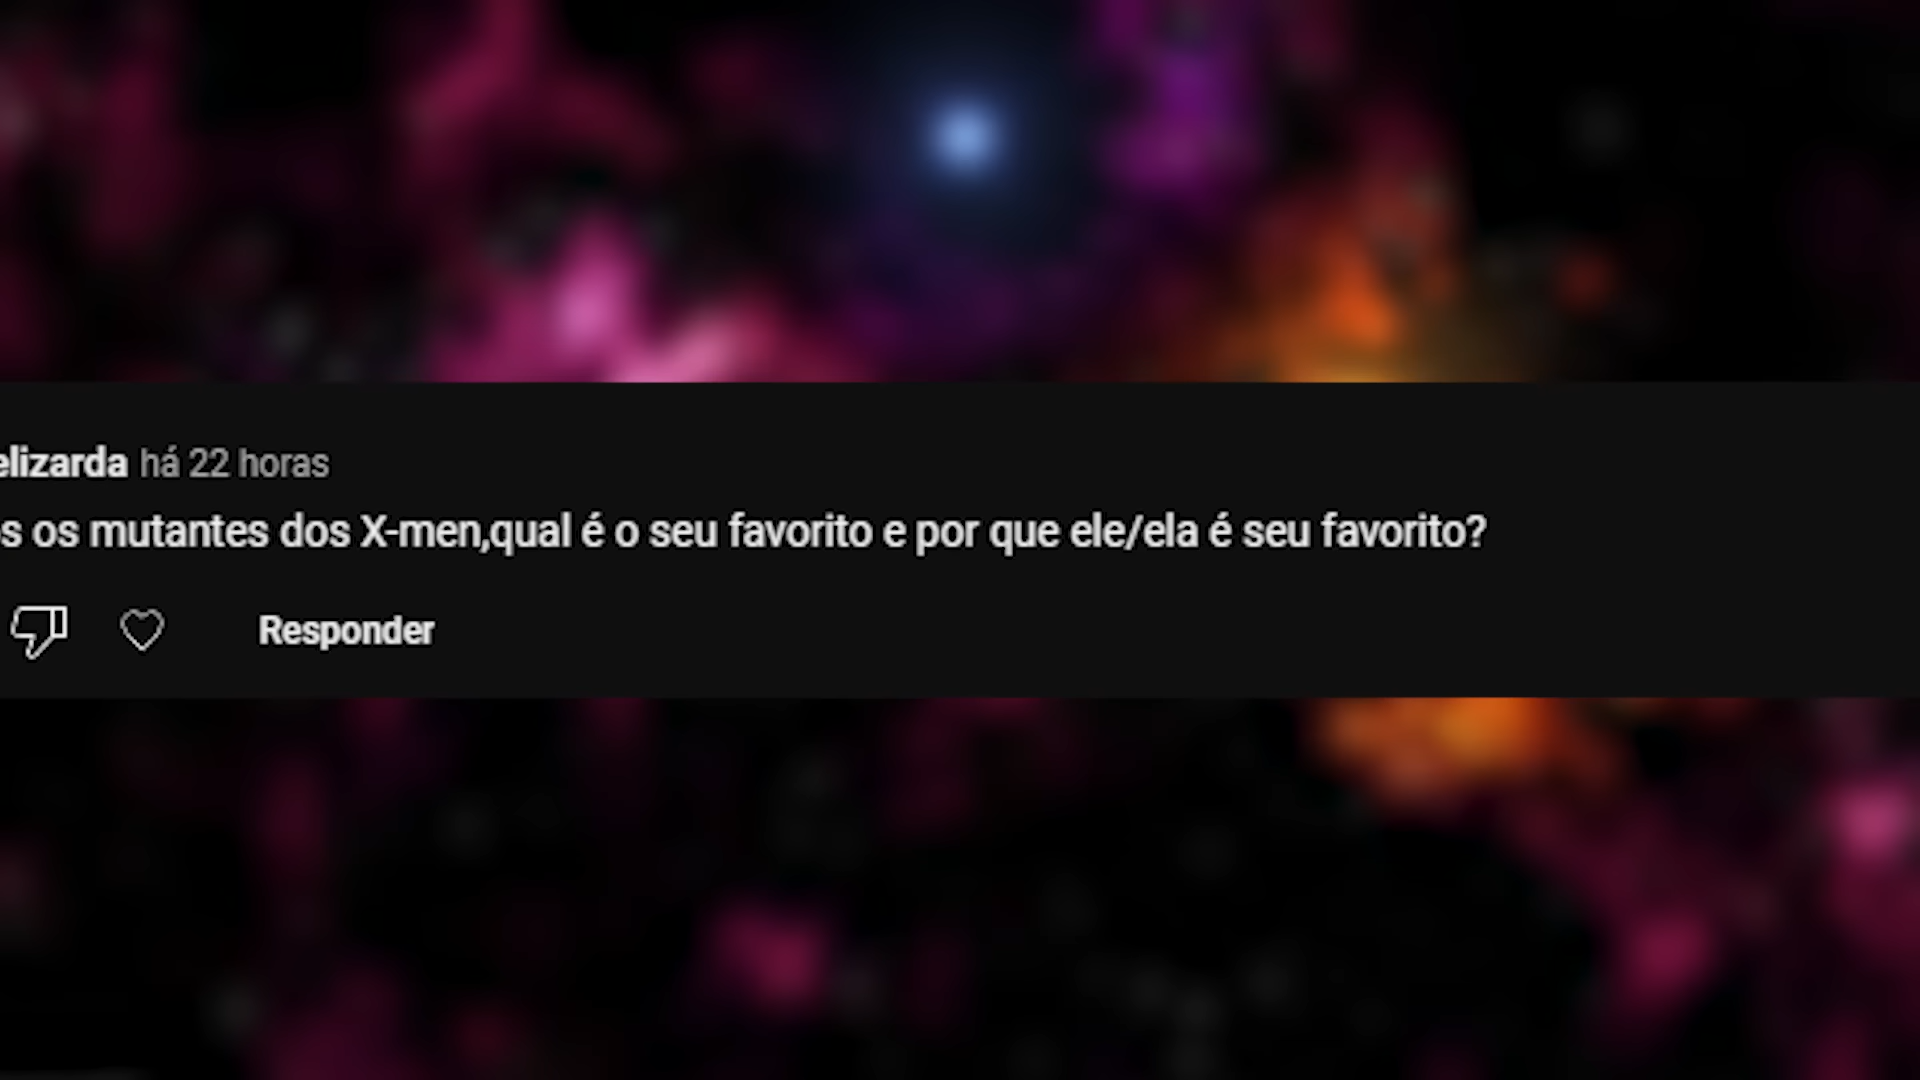 elizarda há 22 horas
s os mutantes dos X-men,qual é o seu favorito e por que ele/ela é seu favorito?
Responder